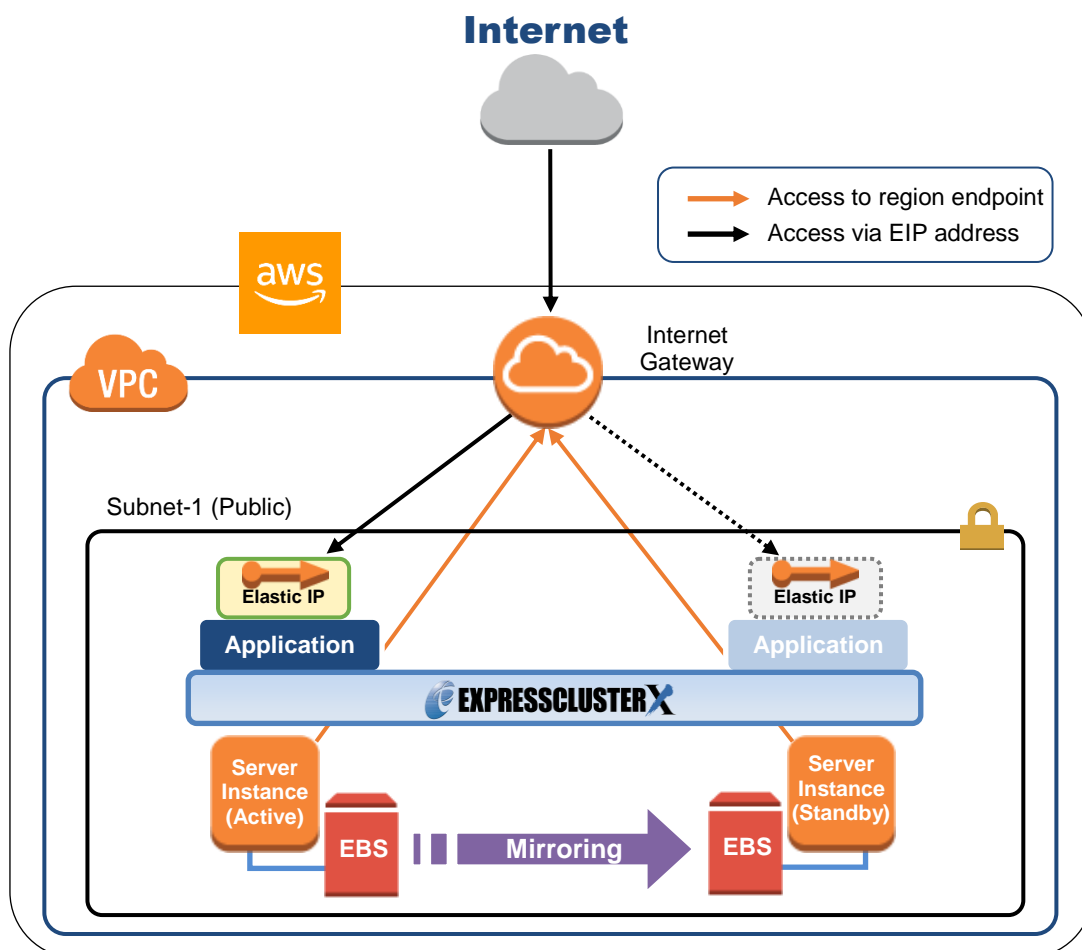 Internet
Access to region endpoint
Access via EIP address
aws
Internet
Gateway
VPC
Subnet-1 (Public)
Elastic IP
Elastic IP
Application
Application
EXPRESSCLUSTER X
Server
Instance
(Active)
Server
Instance
(Standby)
EBS
Mirroring
EBS